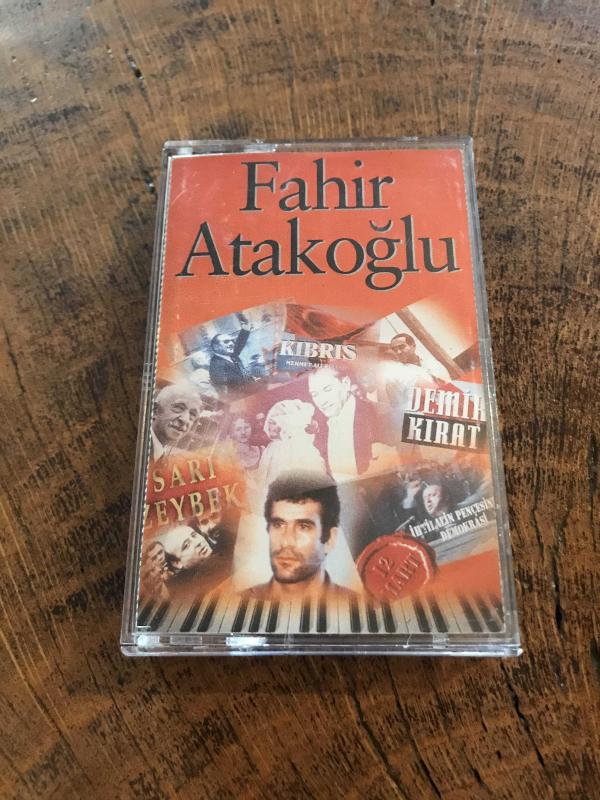 Fahir
Atakoğlu
KIBRIS
DEMİR
KIRAT
SARI
ZEYBEK
İHTİLALİN PENÇESİNDE
DEMOKRASİ
12
MART